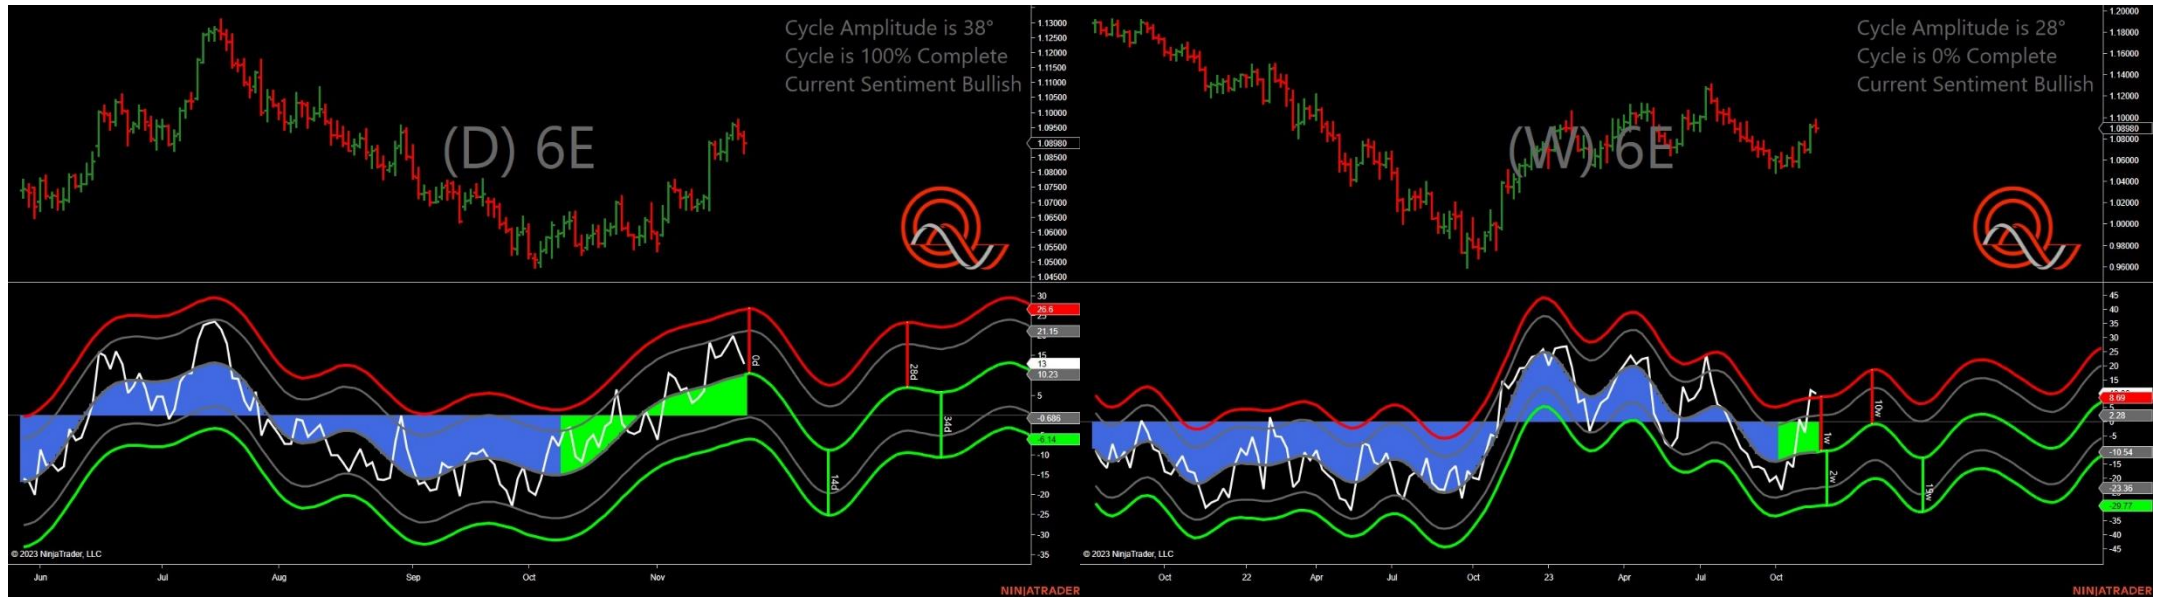 Cycle Amplitude is 38°
Cycle is 100% Complete
Current Sentiment Bullish
(D) 6E
1.13000
1.12500
1.12000
1.11500
1.11000
1.10500
1.10000
1.09500
1.08980
1.08500
1.08000
1.07500
1.07000
1.06500
1.06000
1.05500
1.05000
1.04500
30
26.6
25
21.15
15
13
10.23
5
-0.686
-6.14
-10
-15
-20
-25
-30
-35
0d
14d
28d
34d
© 2023 NinjaTrader, LLC
Jun
Jul
Aug
Sep
Oct
Nov
NINJATRADER
Cycle Amplitude is 28°
Cycle is 0% Complete
Current Sentiment Bullish
(W) 6E
1.20000
1.18000
1.16000
1.14000
1.12000
1.10000
1.08980
1.08000
1.06000
1.04000
1.02000
1.00000
0.98000
0.96000
45
40
35
30
25
20
15
8.69
2.28
-5
-10.54
-15
-23.36
-29.77
-35
-40
-45
1w
2w
10w
19w
© 2023 NinjaTrader, LLC
Oct
22
Apr
Jul
Oct
23
Apr
Jul
Oct
NINJATRADER